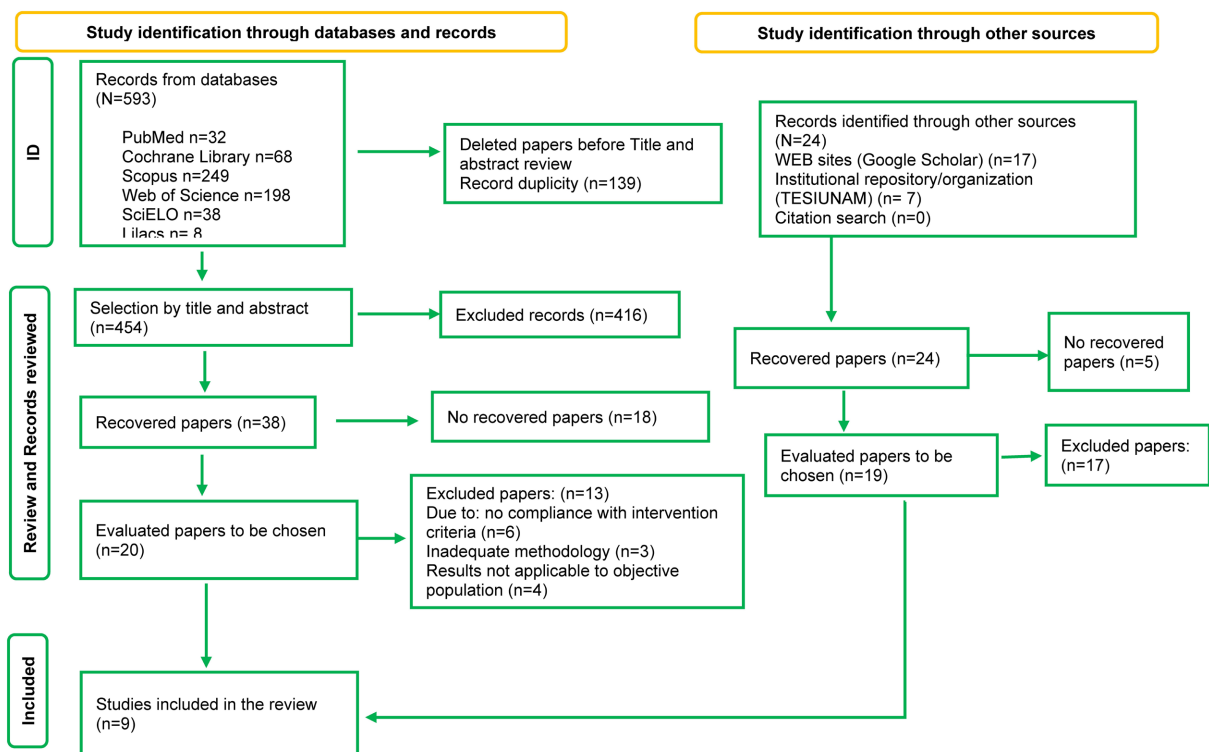 Study identification through databases and records
Study identification through other sources
ID
Records from databases
(N=593)
PubMed n=32
Cochrane Library n=68
Scopus n=249
Web of Science n=198
SciELO n=38
Lilacs n= 8
Deleted papers before Title and
abstract review
Record duplicity (n=139)
Records identified through other sources
(N=24)
WEB sites (Google Scholar) (n=17)
Institutional repository/organization
(TESIUNAM) (n= 7)
Citation search (n=0)
Review and Records reviewed
Selection by title and abstract
(n=454)
Excluded records (n=416)
Recovered papers (n=38)
No recovered papers (n=18)
Evaluated papers to be chosen
(n=20)
Excluded papers: (n=13)
Due to: no compliance with intervention
criteria (n=6)
Inadequate methodology (n=3)
Results not applicable to objective
population (n=4)
Recovered papers (n=24)
No recovered
papers (n=5)
Evaluated papers to be
chosen (n=19)
Excluded papers:
(n=17)
Included
Studies included in the review
(n=9)